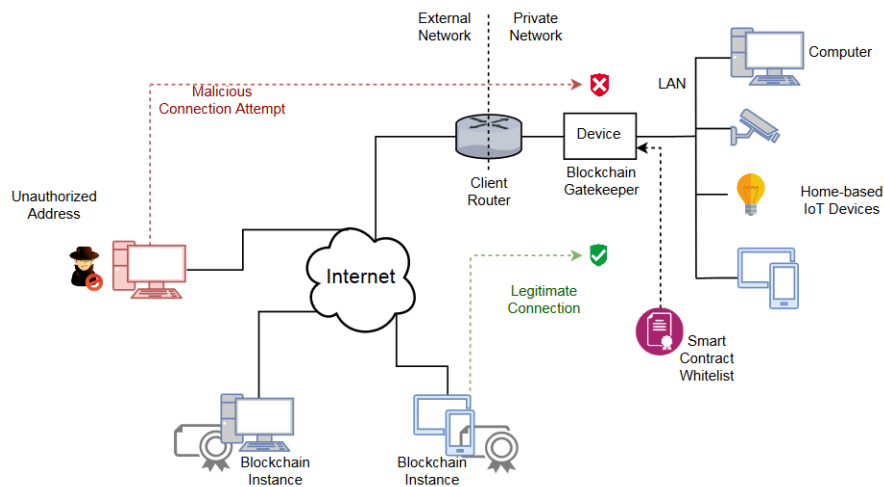 External
Network
Private
Network
Computer
LAN
Malicious
Connection Attempt
Device
Client
Router
Blockchain
Gatekeeper
Unauthorized
Address
Home-based
IoT Devices
Internet
Legitimate
Connection
Smart
Contract
Whitelist
Blockchain
Instance
Blockchain
Instance